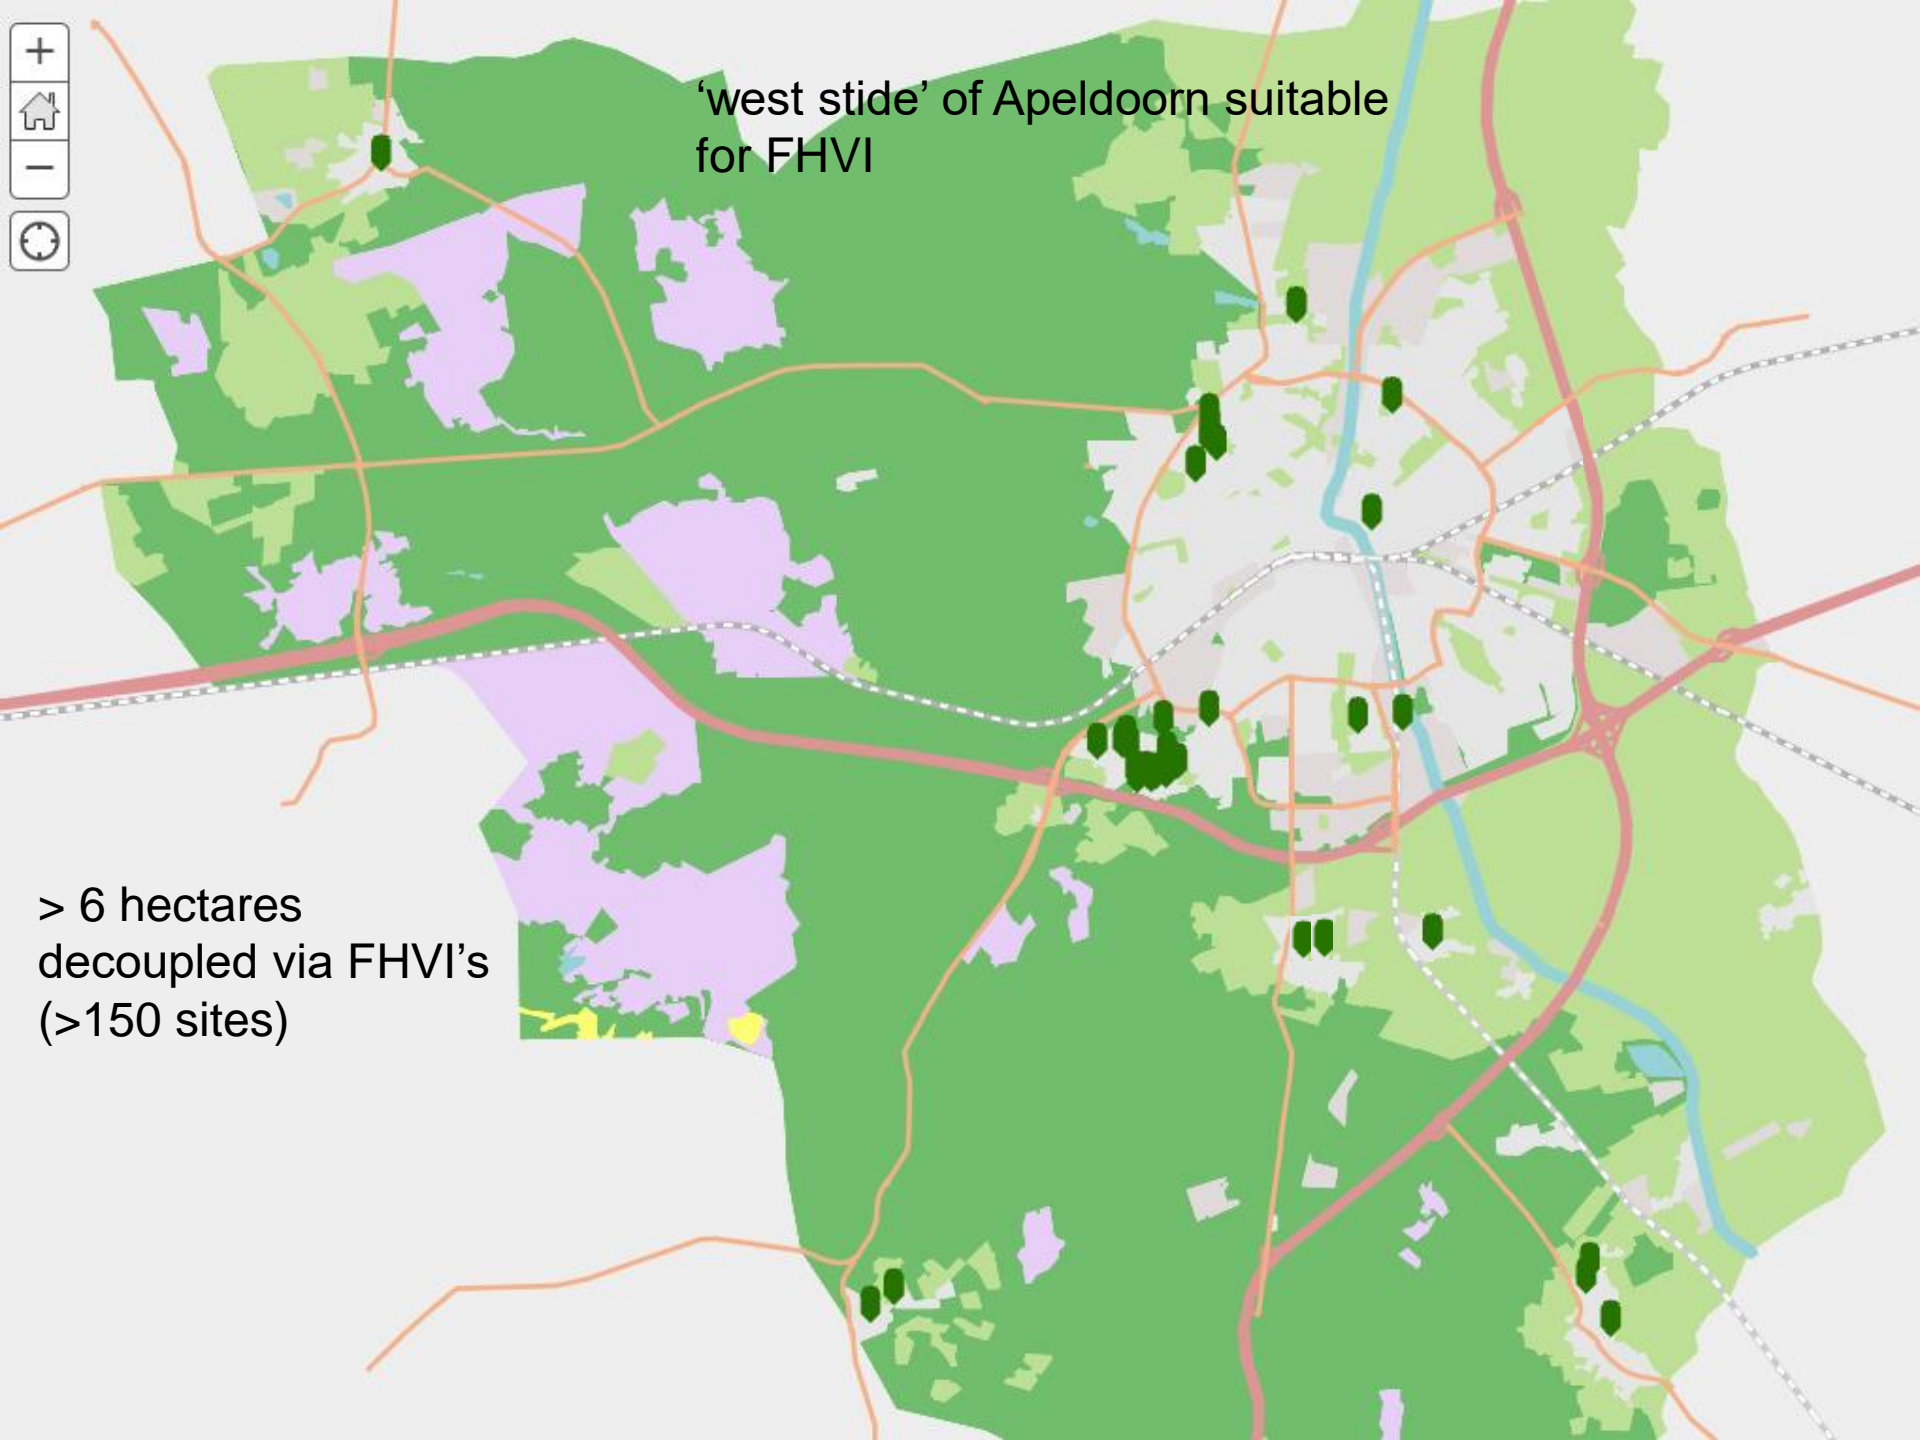 ‘west stide’ of Apeldoorn suitable
for FHVI
> 6 hectares
decoupled via FHVI’s
(>150 sites)